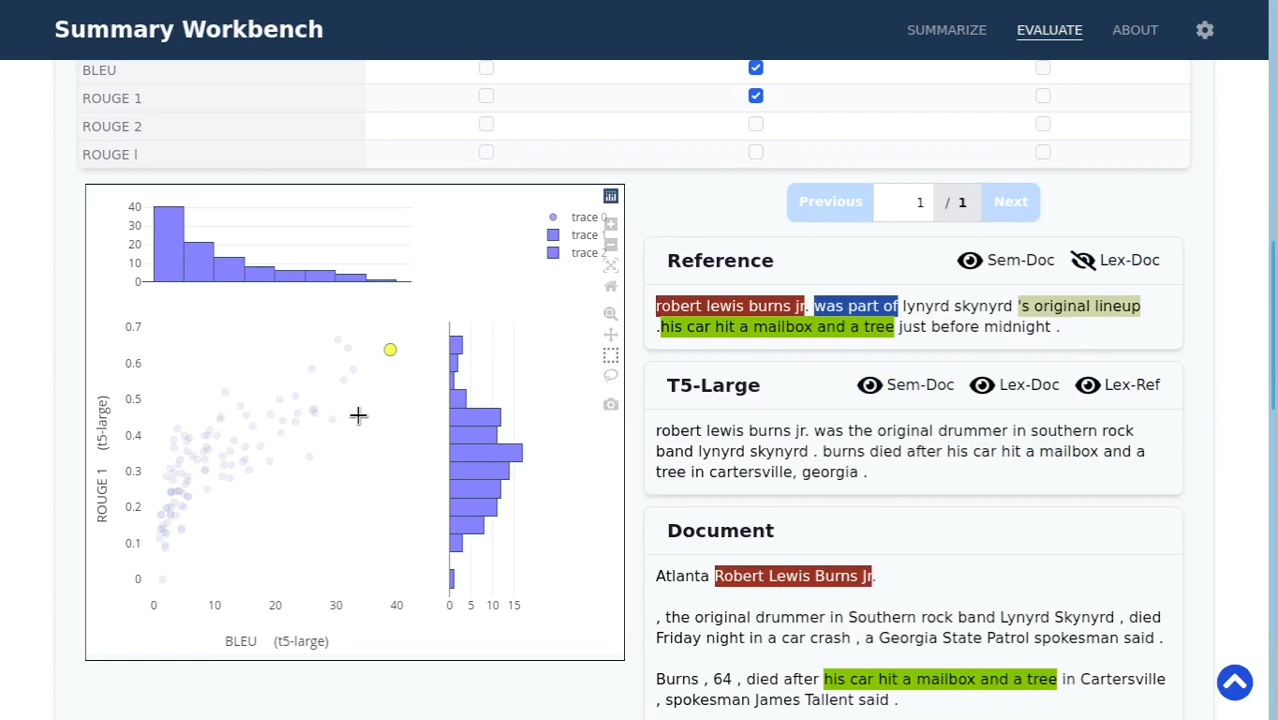 Summary Workbench
SUMMARIZE EVALUATE ABOUT
BLEU
ROUGE 1
ROUGE 2
ROUGE l
Previous 1 / 1 Next
40
30
20
10
0
trace 0
trace
trace 2
0.7
0.6
0.5
0.4
0.3
0.2
0.1
0
ROUGE 1 (t5-large)
0 10 20 30 40
0 5 10 15
BLEU (t5-large)
Reference Sem-Doc Lex-Doc
robert lewis burns jr. was part of lynyrd skynyrd 's original lineup
.his car hit a mailbox and a tree just before midnight .
T5-Large Sem-Doc Lex-Doc Lex-Ref
robert lewis burns jr. was the original drummer in southern rock
band lynyrd skynyrd . burns died after his car hit a mailbox and a
tree in cartersville, georgia .
Document
Atlanta Robert Lewis Burns Jr.
, the original drummer in Southern rock band Lynyrd Skynyrd , died
Friday night in a car crash , a Georgia State Patrol spokesman said .
Burns , 64 , died after his car hit a mailbox and a tree in Cartersville
, spokesman James Tallent said .